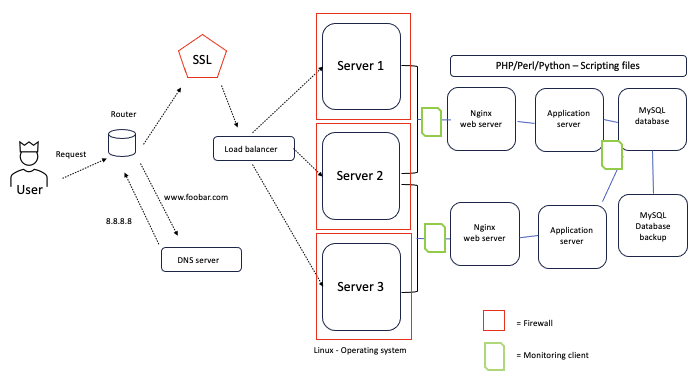 SSL
Server 1
PHP/Perl/Python – Scripting files
Router
Nginx
web server
Application
server
MySQL
database
Request
Load balancer
User
Server 2
www.foobar.com
8.8.8.8
DNS server
Nginx
web server
Application
server
MySQL
Database
backup
Server 3
= Firewall
Linux - Operating system
= Monitoring client